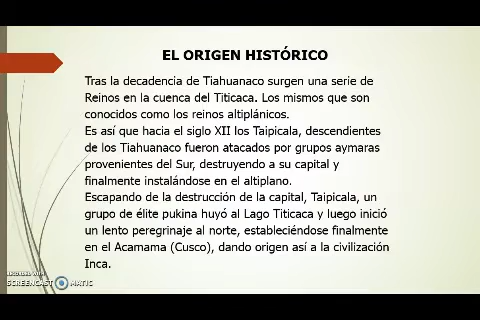 EL ORIGEN HISTÓRICO
Tras la decadencia de Tiahuanaco surgen una serie de
Reinos en la cuenca del Titicaca. Los mismos que son
conocidos como los reinos altiplánicos.
Es así que hacia el siglo XII los Taipicala, descendientes
de los Tiahuanaco fueron atacados por grupos aymaras
provenientes del Sur, destruyendo a su capital y
finalmente instalándose en el altiplano.
Escapando de la destrucción de la capital, Taipicala, un
grupo de élite pukina huyó al Lago Titicaca y luego inició
un lento peregrinaje al norte, estableciéndose finalmente
en el Acamama (Cusco), dando origen así a la civilización
Inca.
RECORDED WITH
SCREENCAST MATIC